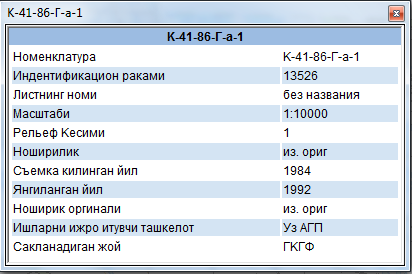 К-41-86-Г-а-1
К-41-86-Г-а-1
Номенклатура К-41-86-Г-а-1
Индентификацион раками 13526
Листнинг номи без названия
Масштаби 1:10000
Рельеф Кесими 1
Ноширилик из. ориг
Съемка килинган йил 1984
Янгиланган йил 1992
Ноширик оргинали из. ориг
Ишларни ижро итувчи ташкелот Уз АГП
Сакланадиган жой ГКГФ